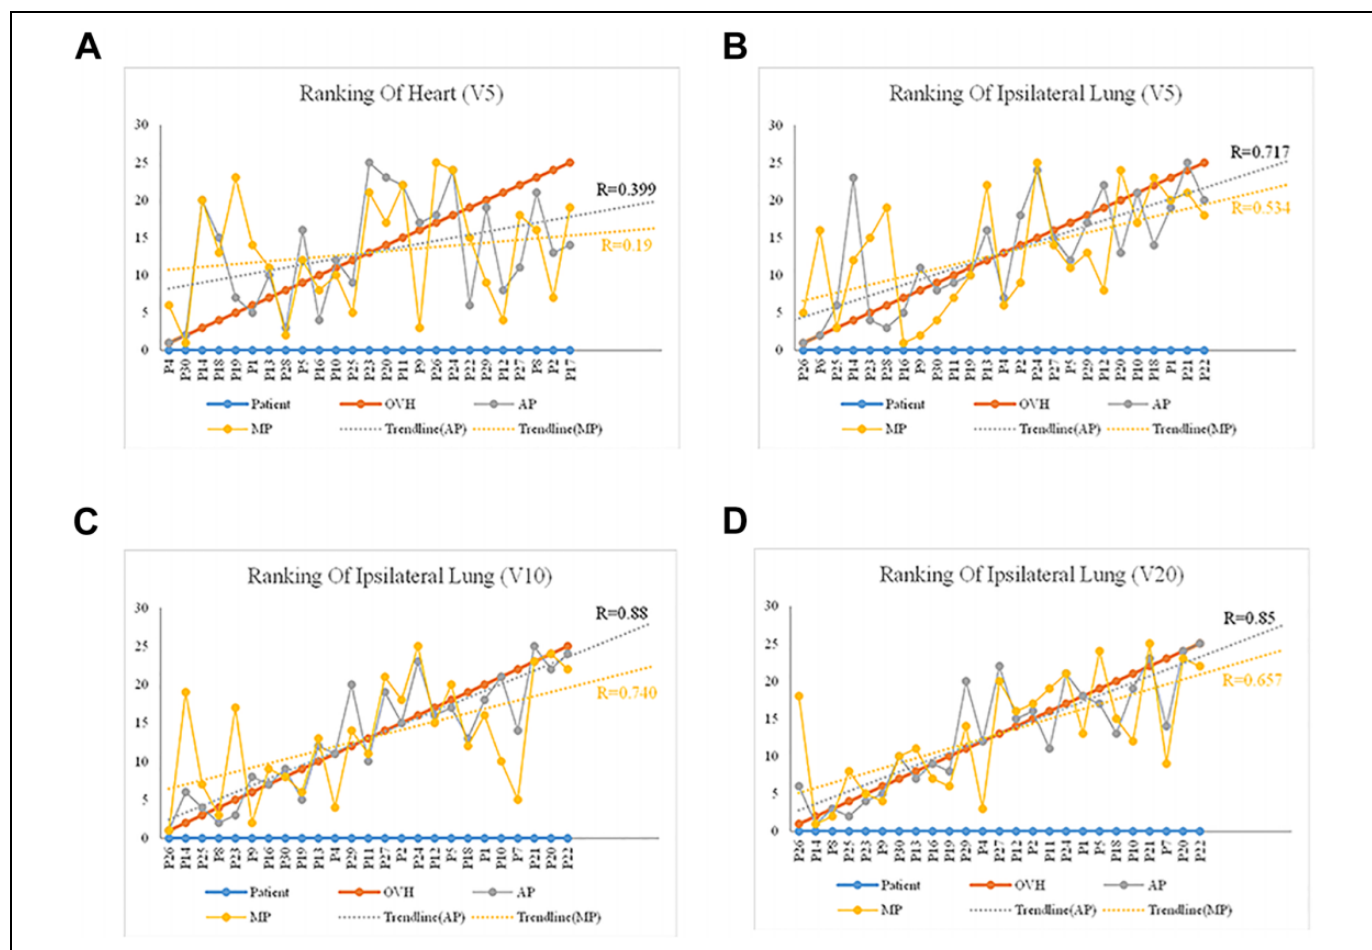 A
Ranking Of Heart (V5)
30
25
20
15
10
5
0
R=0.399
R=0.19
P4 P30 P14 P18 P19 P1 P13 P28 P5 P16 P10 P25 P23 P20 P11 P9 P26 P24 P22 P29 P12 P27 P8 P2 P17
Patient OVH AP
MP Trendline(AP) Trendline(MP)
B
Ranking Of Ipsilateral Lung (V5)
30
25
20
15
10
5
0
R=0.717
R=0.534
P26 P6 P25 P14 P23 P28 P16 P9 P30 P11 P19 P13 P4 P2 P24 P27 P5 P29 P12 P20 P10 P18 P1 P21 P22
Patient OVH AP
MP Trendline(AP) Trendline(MP)
C
Ranking Of Ipsilateral Lung (V10)
30
25
20
15
10
5
0
R=0.88
R=0.740
P26 P14 P25 P8 P23 P9 P16 P30 P19 P13 P4 P29 P11 P27 P2 P24 P12 P5 P18 P1 P10 P7 P21 P20 P22
Patient OVH AP
MP Trendline(AP) Trendline(MP)
D
Ranking Of Ipsilateral Lung (V20)
30
25
20
15
10
5
0
R=0.85
R=0.657
P26 P14 P8 P25 P23 P9 P30 P13 P16 P19 P29 P4 P27 P12 P2 P11 P24 P1 P5 P18 P10 P21 P7 P20 P22
Patient OVH AP
MP Trendline(AP) Trendline(MP)